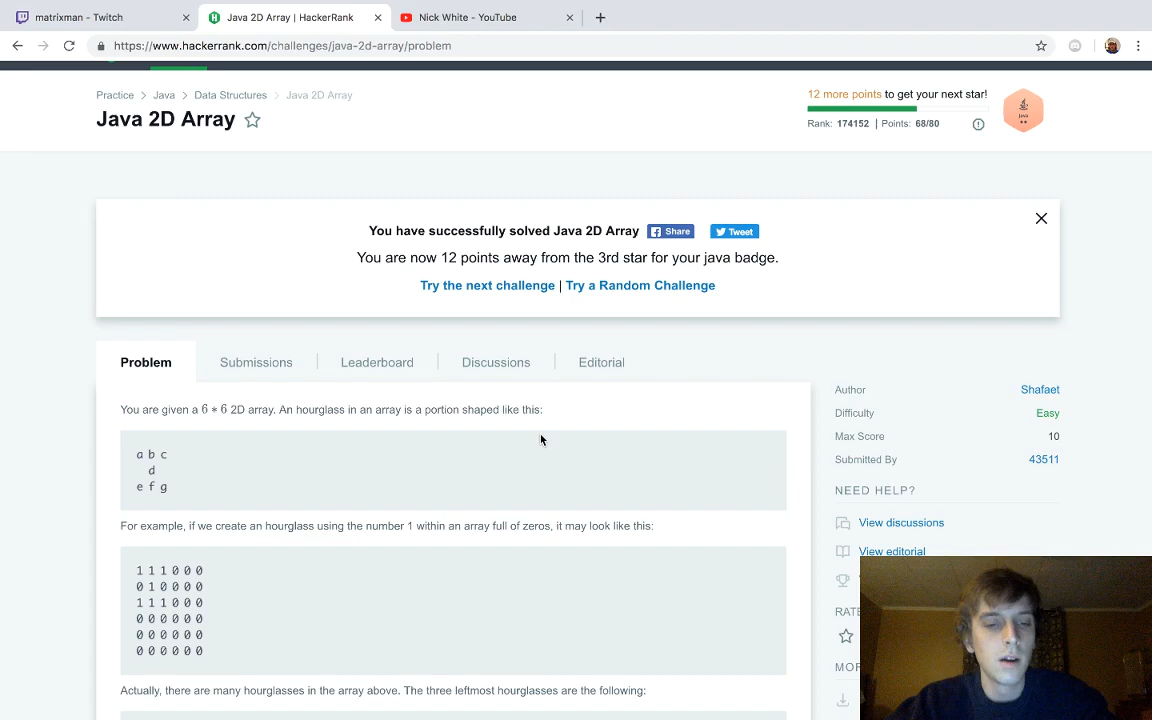 matrixman - Twitch
Java 2D Array | HackerRank
Nick White - YouTube
https://www.hackerrank.com/challenges/java-2d-array/problem
Practice > Java > Data Structures > Java 2D Array
Java 2D Array
12 more points to get your next star!
Rank: 174152 | Points: 68/80
java
You have successfully solved Java 2D Array
Share
Tweet
You are now 12 points away from the 3rd star for your java badge.
Try the next challenge | Try a Random Challenge
Problem
Submissions
Leaderboard
Discussions
Editorial
You are given a 6 * 6 2D array. An hourglass in an array is a portion shaped like this:
a b c
d
e f g
For example, if we create an hourglass using the number 1 within an array full of zeros, it may look like this:
1 1 1 0 0 0
0 1 0 0 0 0
1 1 1 0 0 0
0 0 0 0 0 0
0 0 0 0 0 0
0 0 0 0 0 0
Actually, there are many hourglasses in the array above. The three leftmost hourglasses are the following:
Author Shafaet
Difficulty Easy
Max Score 10
Submitted By 43511
NEED HELP?
View discussions
View editorial
RATE
MOR